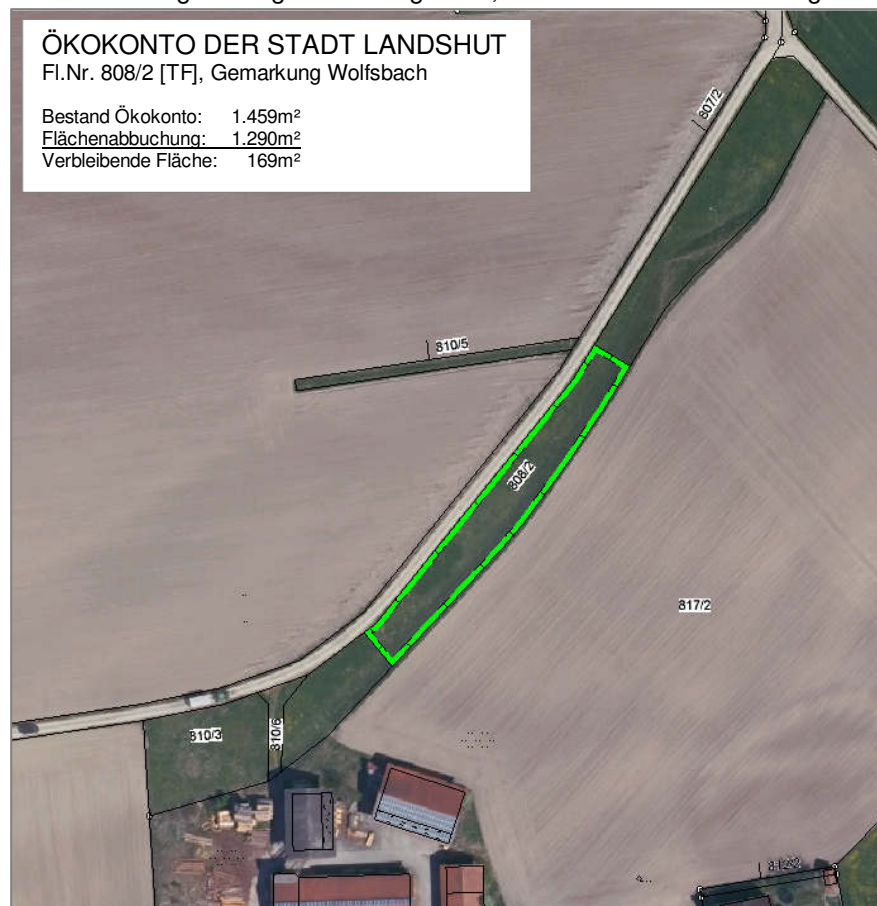 ÖKOKONTO DER STADT LANDSHUT
Fl.Nr. 808/2 [TF], Gemarkung Wolfsbach
Bestand Ökokonto: 1.459m²
Flächenabbuchung: 1.290m²
Verbleibende Fläche: 169m²
807/2
810/5
808/2
817/2
810/3
810/6